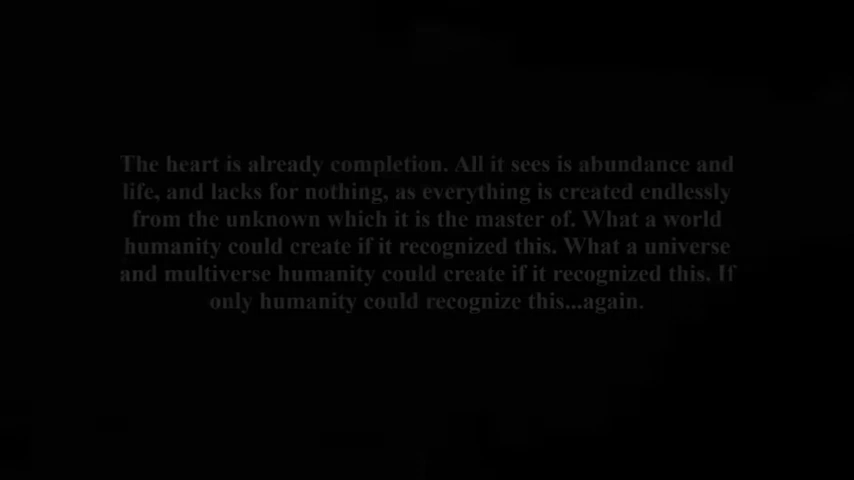 The heart is already completion. All it sees is abundance and
life, and lacks for nothing, as everything is created endlessly
from the unknown which it is the master of. What a world
humanity could create if it recognized this. What a universe
and multiverse humanity could create if it recognized this. If
only humanity could recognize this...again.